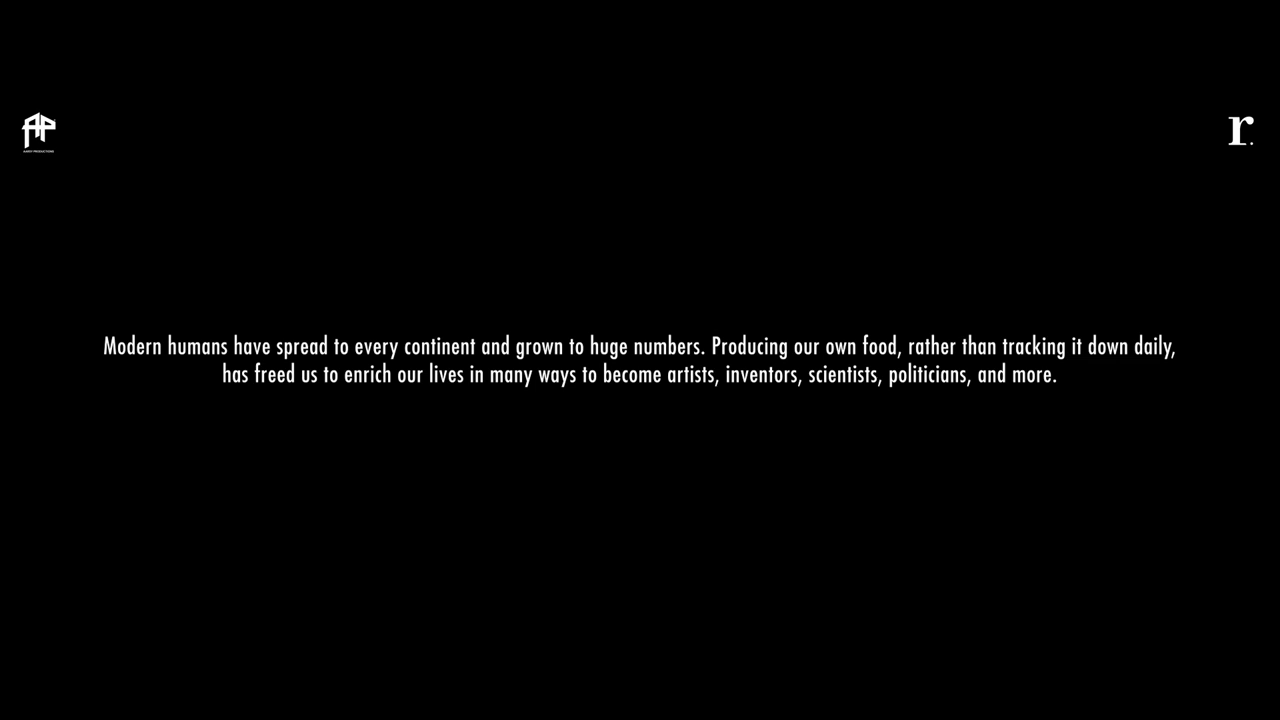 AP
r.
Modern humans have spread to every continent and grown to huge numbers. Producing our own food, rather than tracking it down daily,
has freed us to enrich our lives in many ways to become artists, inventors, scientists, politicians, and more.